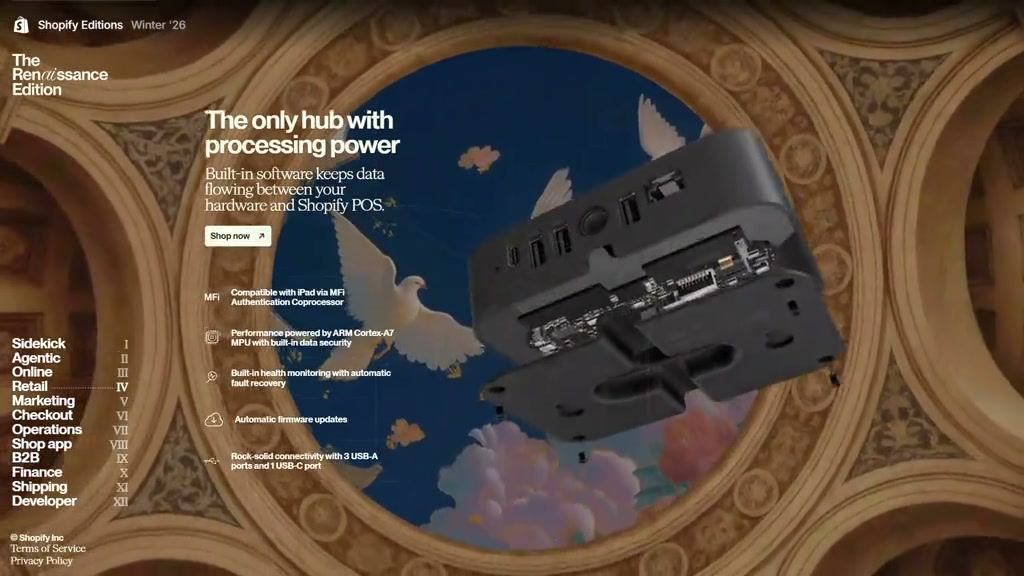 Shopify Editions Winter '26
The
Renaissance
Edition
The only hub with
processing power
Built-in software keeps data
flowing between your
hardware and Shopify POS.
Shop now
MFi
Compatible with iPad via MFi
Authentication Coprocessor
Performance powered by ARM Cortex-A7
MPU with built-in data security
Built-in health monitoring with automatic
fault recovery
Automatic firmware updates
Rock-solid connectivity with 3 USB-A
ports and 1 USB-C port
Sidekick I
Agentic II
Online III
Retail IV
Marketing V
Checkout VI
Operations VII
Shop app VIII
B2B IX
Finance X
Shipping XI
Developer XII
© Shopify Inc
Terms of Service
Privacy Policy